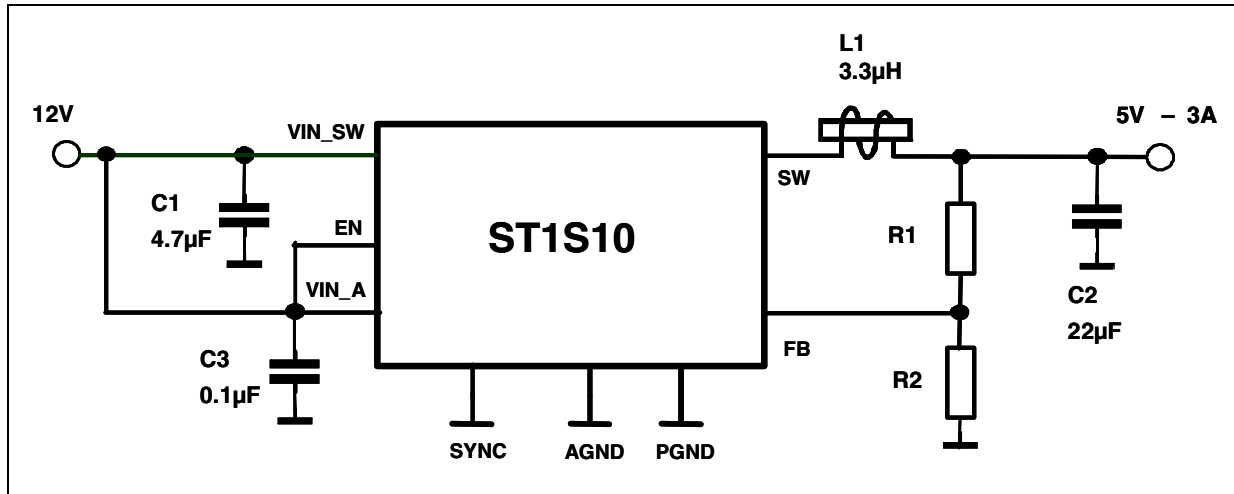 L1
3.3µH
12V
5V – 3A
VIN_SW
SW
C1
4.7µF
EN
ST1S10
R1
VIN_A
C2
22µF
FB
C3
0.1µF
R2
SYNC
AGND
PGND